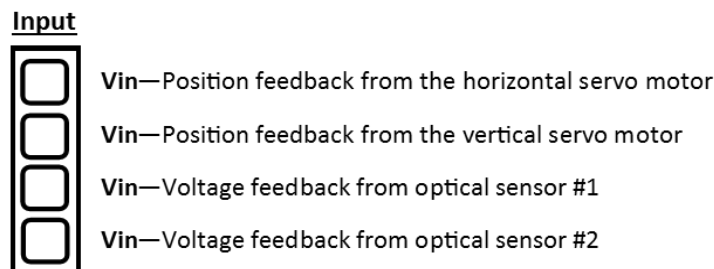 Input
Vin—Position feedback from the horizontal servo motor
Vin—Position feedback from the vertical servo motor
Vin—Voltage feedback from optical sensor #1
Vin—Voltage feedback from optical sensor #2